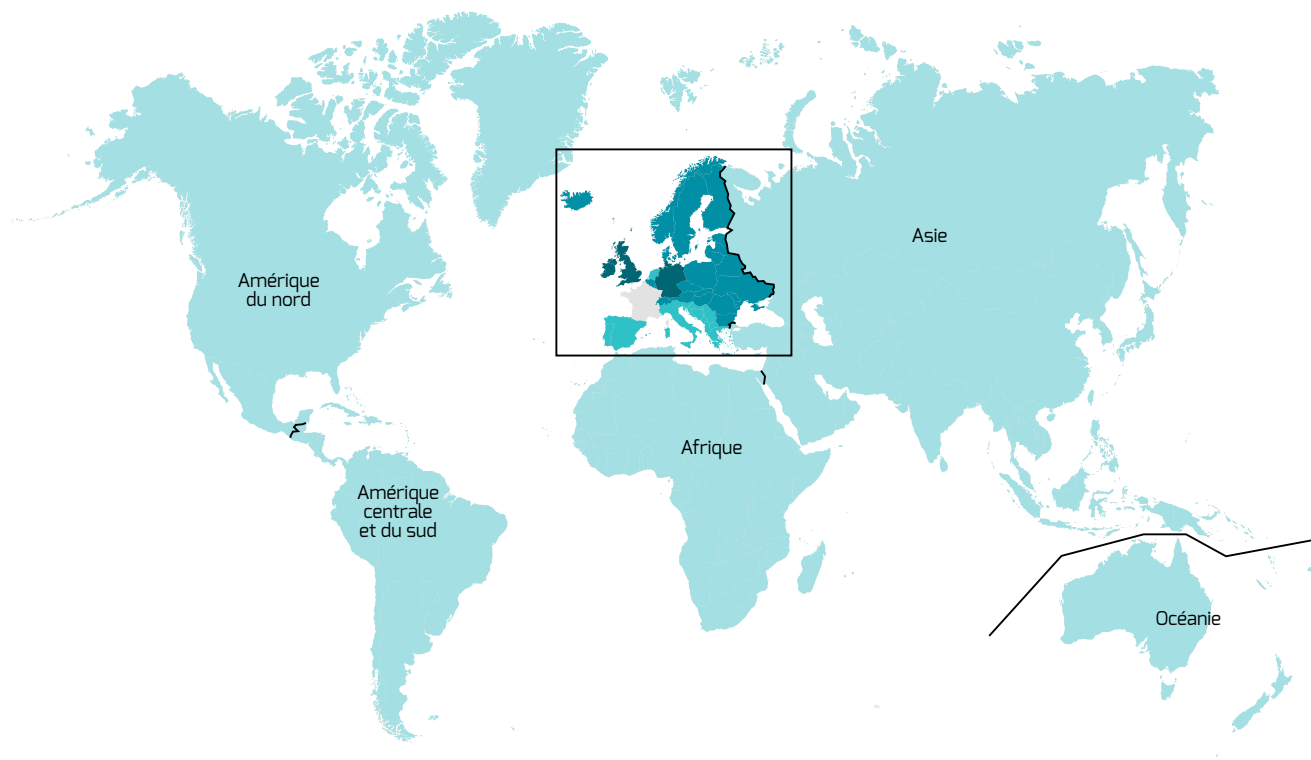 Asie
Amérique
du nord
Afrique
Amérique
centrale
et du sud
Océanie